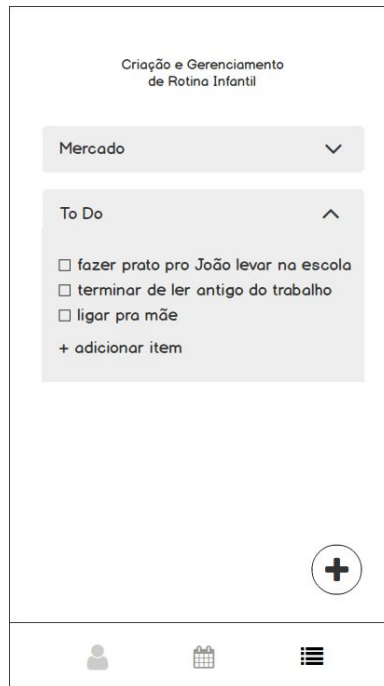 Criação e Gerenciamento
de Rotina Infantil
Mercado
To Do
fazer prato pro João levar na escola
terminar de ler antigo do trabalho
ligar pra mãe
+ adicionar item